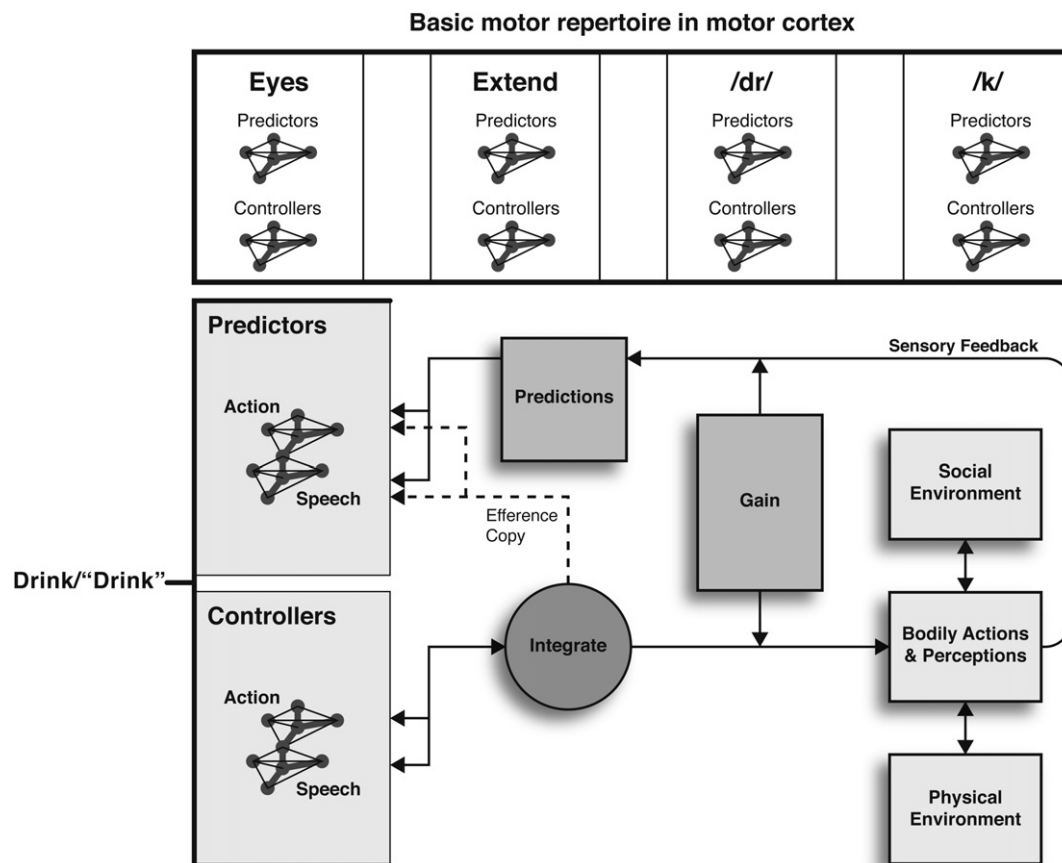 Basic motor repertoire in motor cortex
Eyes
Extend
/dr/
/k/
Predictors
Predictors
Predictors
Predictors
Controllers
Controllers
Controllers
Controllers
Predictors
Action
Speech
Predictions
Sensory Feedback
Gain
Social
Environment
Efference
Copy
Drink/“Drink”
Controllers
Action
Speech
Integrate
Bodily Actions
& Perceptions
Physical
Environment